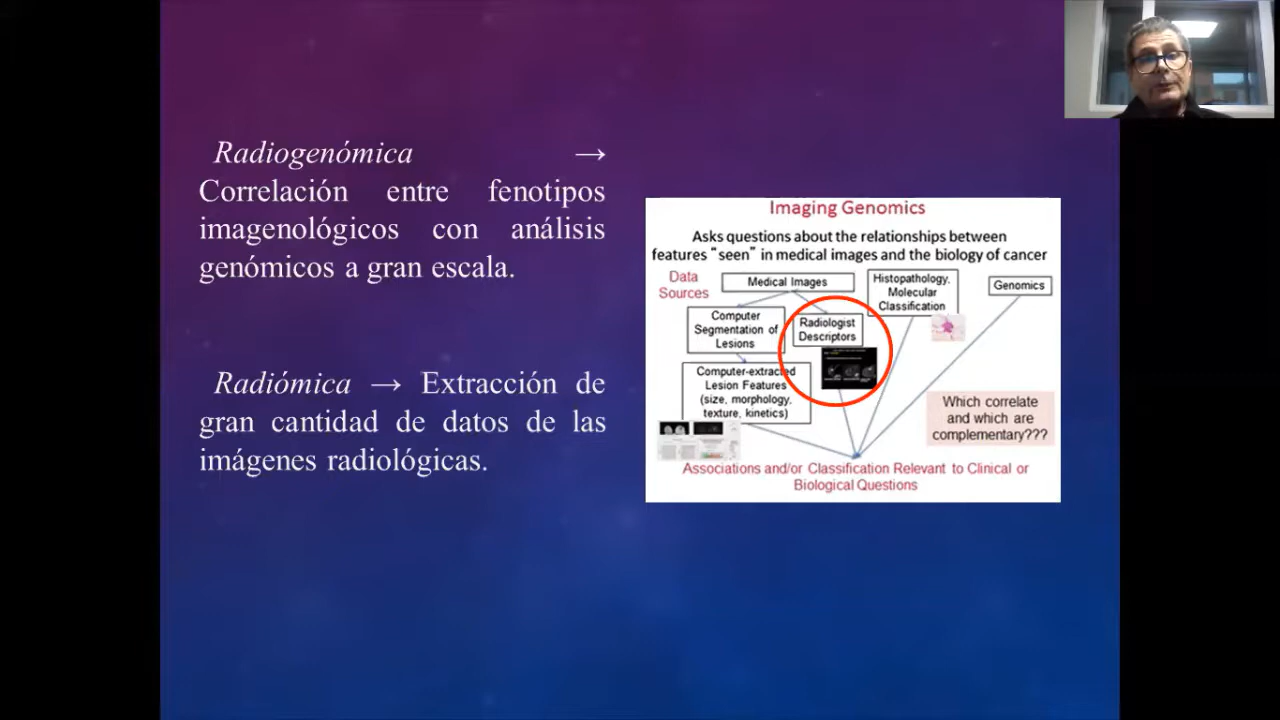 Radiogenómica →
Correlación entre fenotipos
imagenológicos con análisis
genómicos a gran escala.
Radiómica → Extracción de
gran cantidad de datos de las
imágenes radiológicas.
Imaging Genomics
Asks questions about the relationships between
features "seen" in medical images and the biology of cancer
Data
Sources
Medical Images
Histopathology,
Molecular
Classification
Genomics
Computer
Segmentation of
Lesions
Radiologist
Descriptors
Computer-extracted
Lesion Features
(size, morphology,
texture, kinetics)
Which correlate
and which are
complementary???
Associations and/or Classification Relevant to Clinical or
Biological Questions